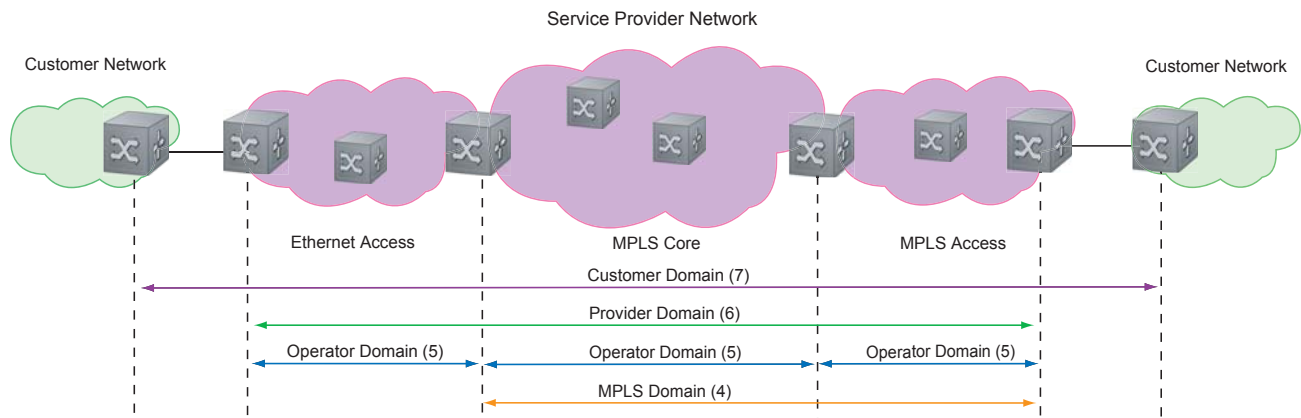 Service Provider Network
Customer Network
Customer Network
Ethernet Access
MPLS Core
MPLS Access
Customer Domain (7)
Provider Domain (6)
Operator Domain (5)
Operator Domain (5)
Operator Domain (5)
MPLS Domain (4)